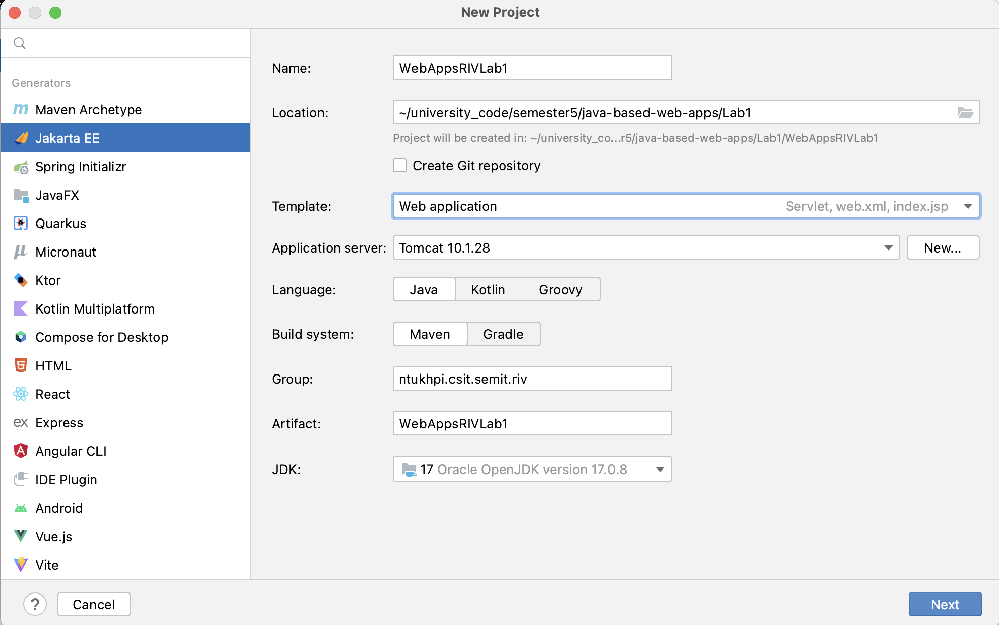 New Project
Generators
Maven Archetype
Jakarta EE
Spring Initializr
JavaFX
Quarkus
Micronaut
Ktor
Kotlin Multiplatform
Compose for Desktop
HTML
React
ex Express
Angular CLI
IDE Plugin
Android
Vue.js
Vite
Name: WebAppsRIVLab1
Location: ~/university_code/semester5/java-based-web-apps/Lab1
Project will be created in: ~/university_co...r5/java-based-web-apps/Lab1/WebAppsRIVLab1
Create Git repository
Template: Web application Servlet, web.xml, index.jsp
Application server: Tomcat 10.1.28 New...
Language: Java Kotlin Groovy
Build system: Maven Gradle
Group: ntukhpi.csit.semit.riv
Artifact: WebAppsRIVLab1
JDK: 17 Oracle OpenJDK version 17.0.8
? Cancel Next